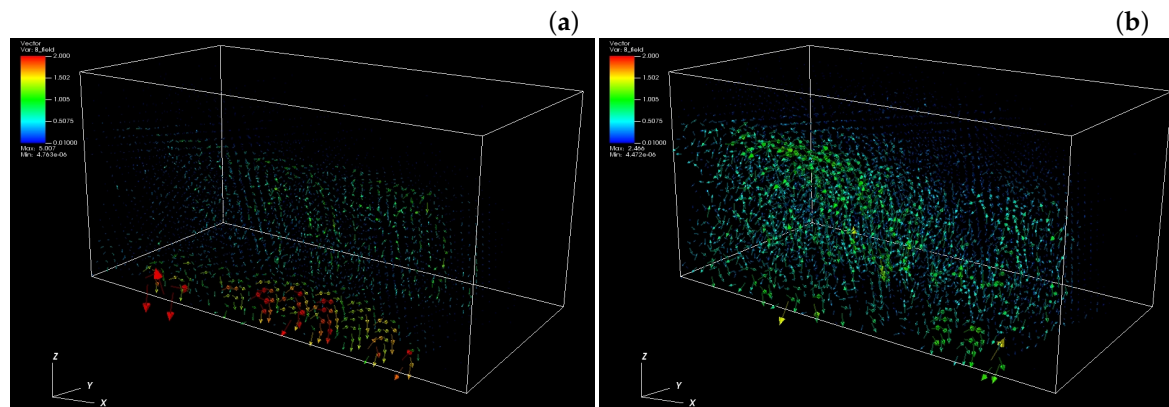 (a)
Vector
Var: B_field
2.000
1.502
1.005
0.5075
0.01000
Max: 5.007
Min: 4.763e-06
Z
Y
X
(b)
Vector
Var: B_field
2.000
1.502
1.005
0.5075
0.01000
Max: 2.466
Min: 4.472e-06
Z
Y
X